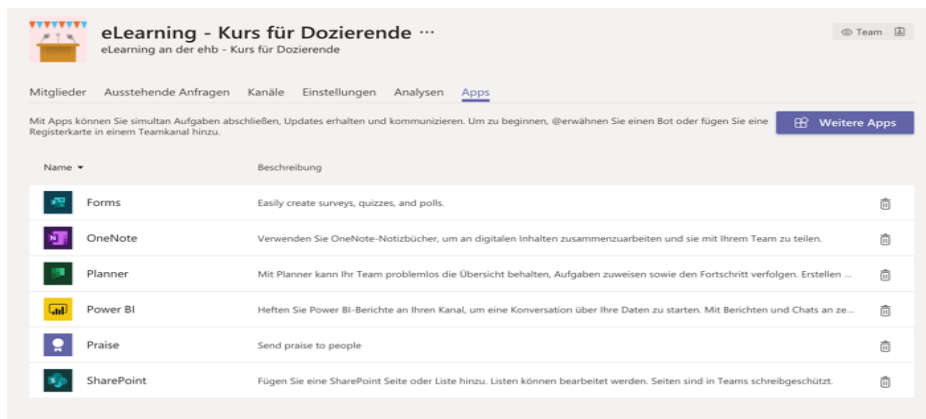 eLearning - Kurs für Dozierende ...
eLearning an der ehb - Kurs für Dozierende
Team
Mitglieder Ausstehende Anfragen Kanäle Einstellungen Analysen Apps
Mit Apps können Sie simultan Aufgaben abschließen, Updates erhalten und kommunizieren. Um zu beginnen, @erwähnen Sie einen Bot oder fügen Sie eine
Registerkarte in einem Teamkanal hinzu.
Weitere Apps
Name Beschreibung
Forms Easily create surveys, quizzes, and polls.
OneNote Verwenden Sie OneNote-Notizbücher, um an digitalen Inhalten zusammenzuarbeiten und sie mit Ihrem Team zu teilen.
Planner Mit Planner kann Ihr Team problemlos die Übersicht behalten, Aufgaben zuweisen sowie den Fortschritt verfolgen. Erstellen ...
Power BI Heften Sie Power BI-Berichte an Ihren Kanal, um eine Konversation über Ihre Daten zu starten. Mit Berichten und Chats an ze...
Praise Send praise to people
SharePoint Fügen Sie eine SharePoint Seite oder Liste hinzu. Listen können bearbeitet werden. Seiten sind in Teams schreibgeschützt.